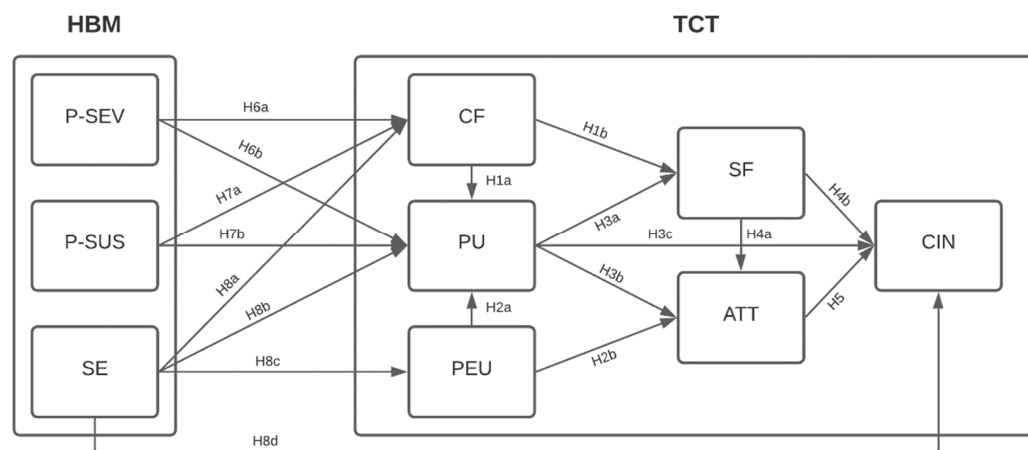 HBM
TCT
P-SEV
P-SUS
SE
H6a
H6b
H7a
H7b
H8a
H8b
H8c
H8d
CF
PU
PEU
H1a
H2a
H1b
H3a
H3c
H3b
H2b
SF
ATT
H4a
H4b
H5
CIN